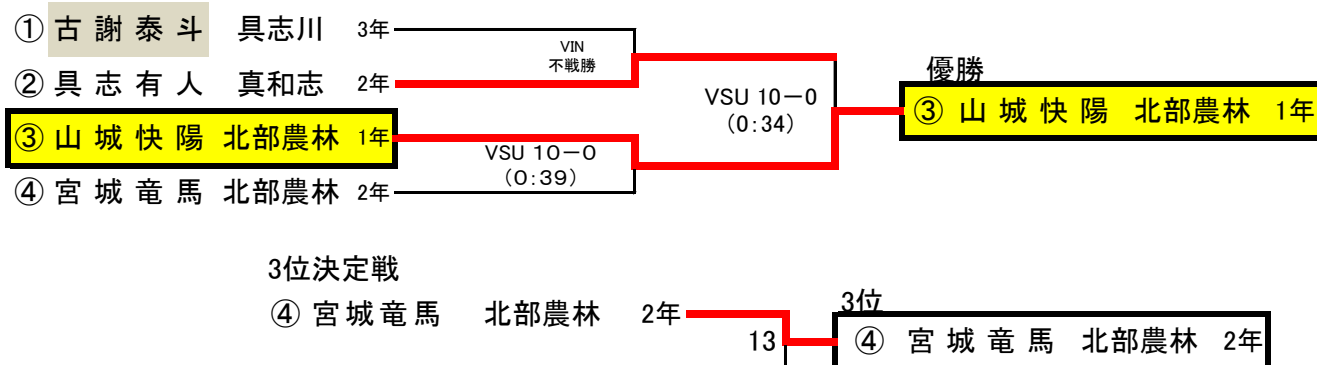 ① 古謝泰斗 具志川 3年
VIN
不戦勝
② 具志有人 真和志 2年
VSU 10－0
(0:34)
優勝
③ 山城快陽 北部農林 1年
③ 山城快陽 北部農林 1年
VSU 10－0
(0:39)
④ 宮城竜馬 北部農林 2年
3位決定戦
④ 宮城竜馬 北部農林 2年
3位
13
④ 宮城竜馬 北部農林 2年